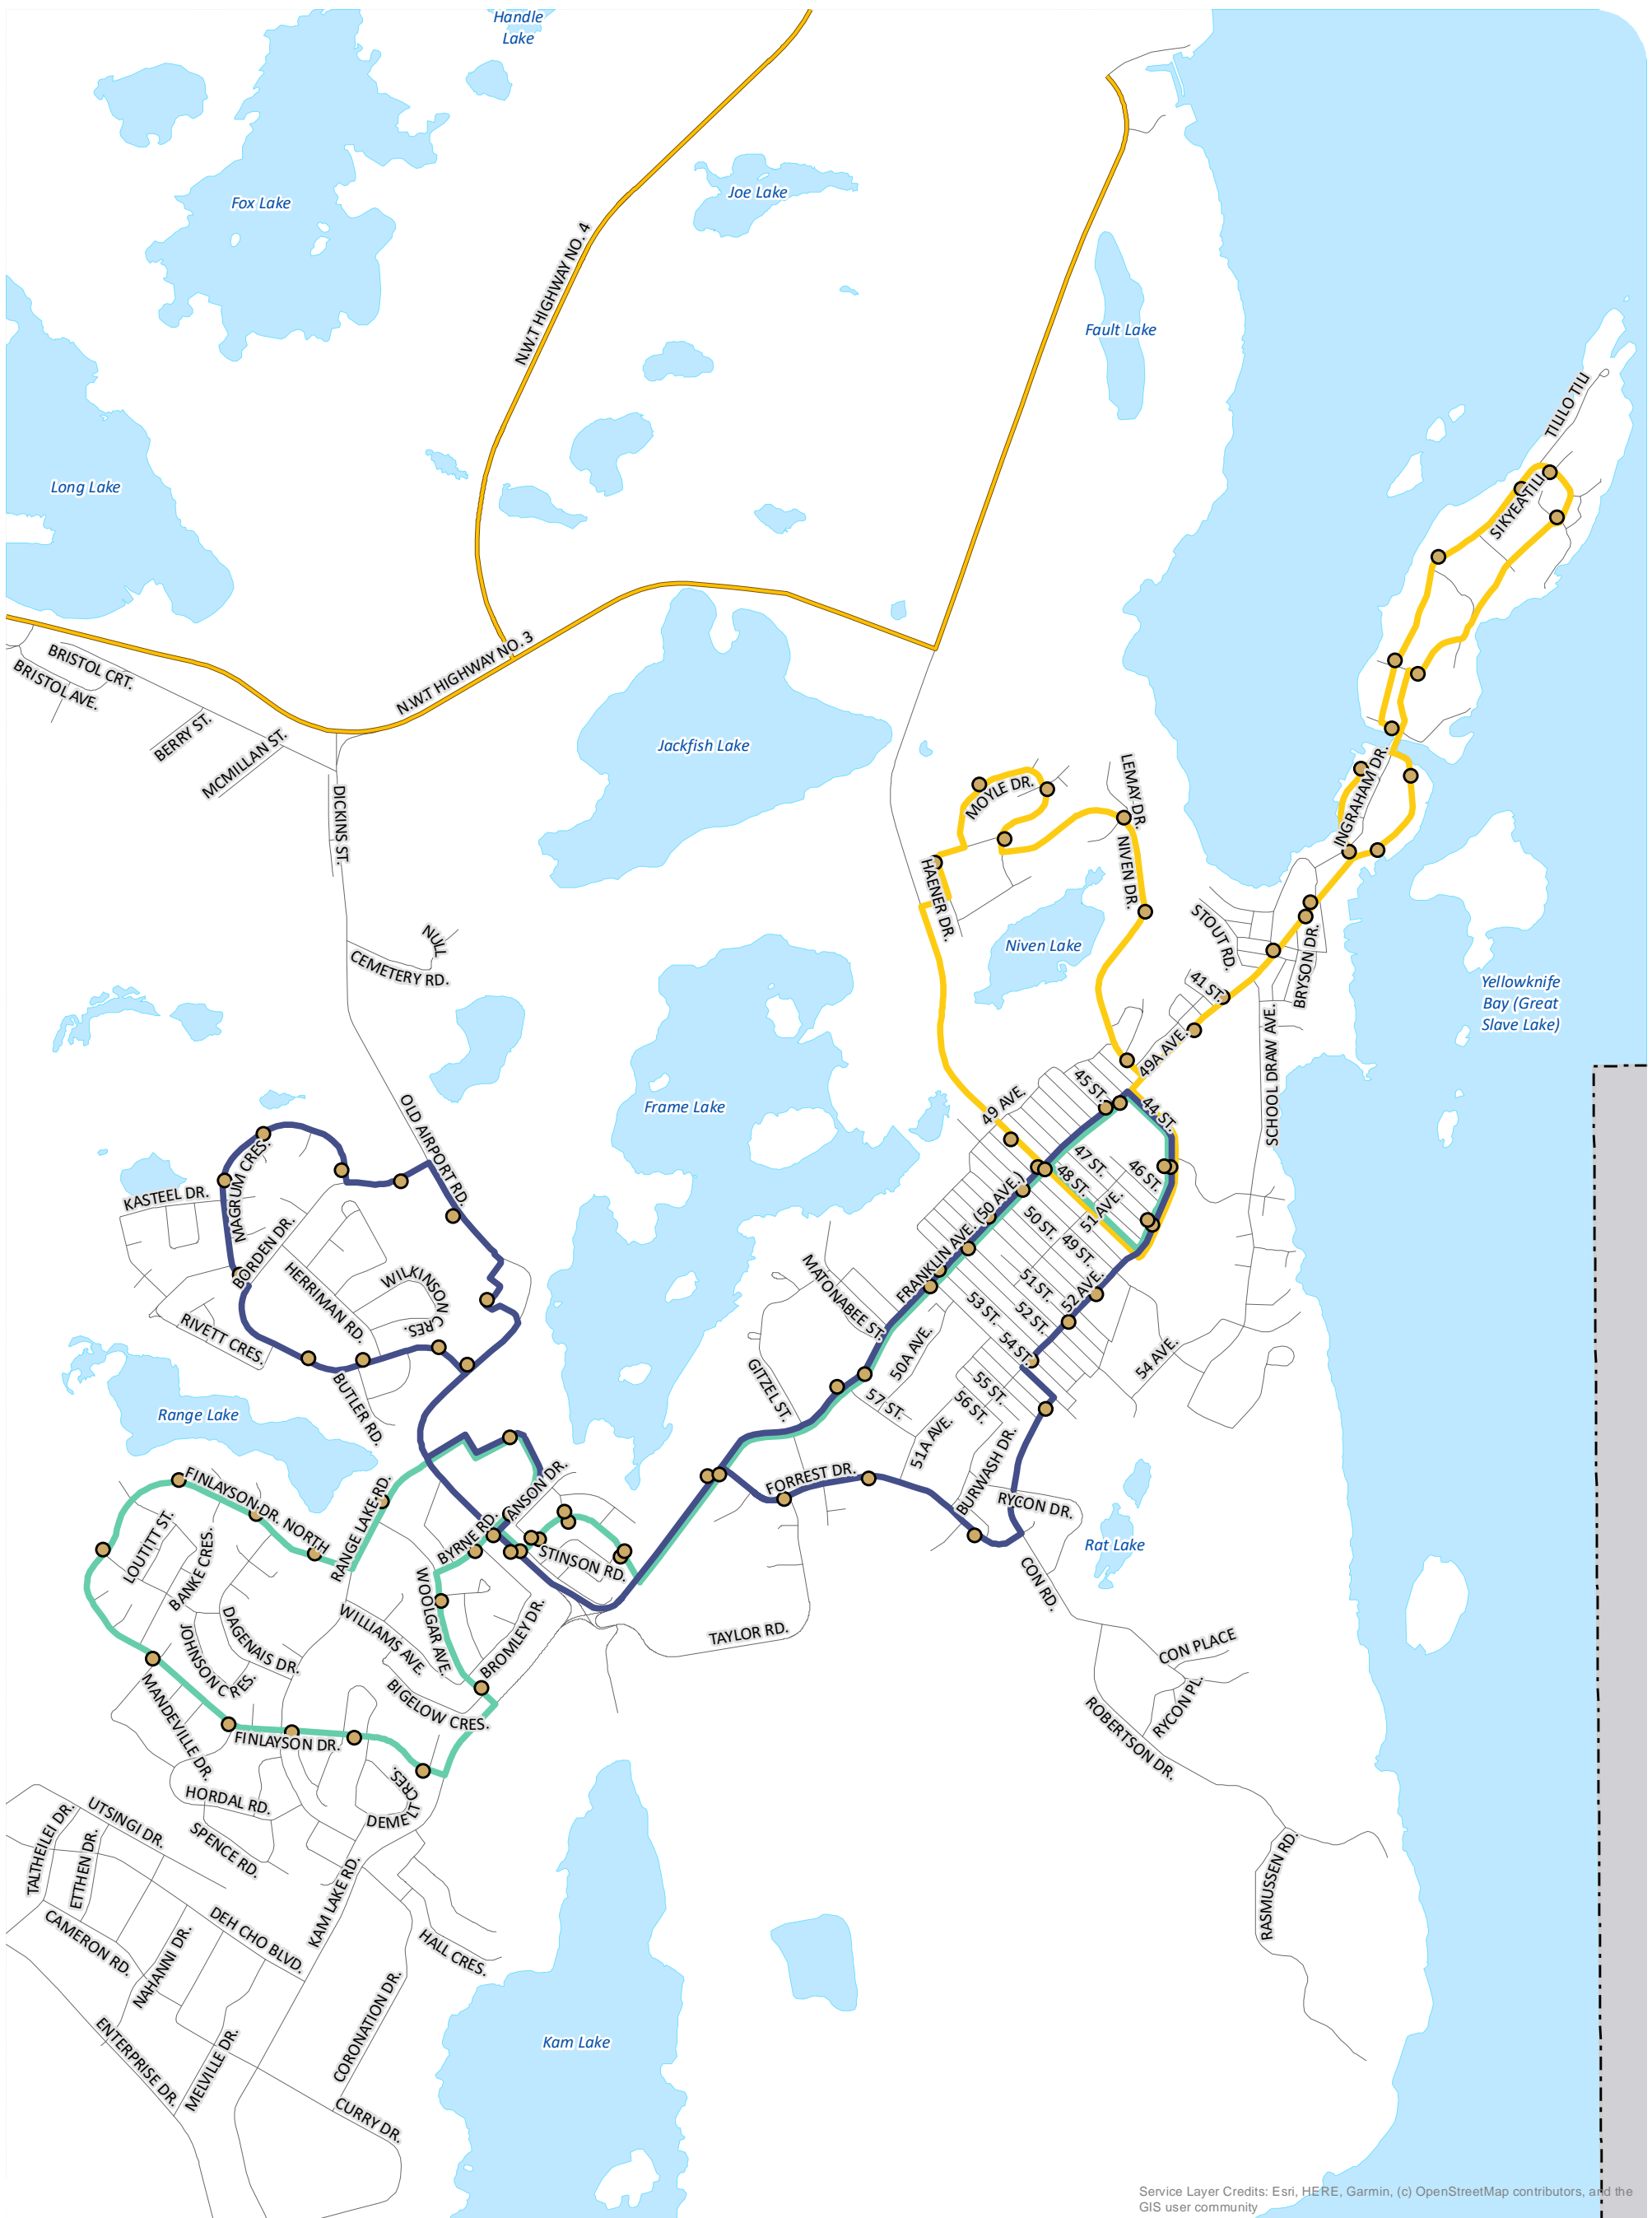 Handle
Lake
Fox Lake
Joe Lake
N.W.T HIGHWAY NO. 4
Fault Lake
TILILO TILI
Long Lake
SIKYEA TILI
N.W.T HIGHWAY NO. 3
BRISTOL CRT.
BRISTOL AVE.
BERRY ST.
MCMILLAN ST.
Jackfish Lake
DICKINS ST.
MOYLE DR.
LEMAY DR.
INGRAHAM DR.
NIVEN DR.
HAENER DR.
Niven Lake
STOUT RD.
BRYSON DR.
NULL
CEMETERY RD.
41 ST.
Yellowknife
Bay (Great
Slave Lake)
49A AVE.
SCHOOL DRAW AVE.
OLD AIRPORT RD.
Frame Lake
49 AVE.
45 ST.
44 ST.
KASTEEL DR.
MAGRUM CRES.
47 ST.
46 ST.
48 ST.
51 AVE.
BORDEN DR.
HERRIMAN RD.
WILKINSON
CRES.
FRANKLIN AVE. (50 AVE.)
50 ST.
49 ST.
MATONABEE ST.
51 ST.
52 AVE.
53 ST.
52 ST.
RIVETT CRES.
50A AVE.
54 ST.
54 AVE.
BUTLER RD.
GITZEL ST.
55 ST.
57 ST.
56 ST.
Range Lake
51A AVE.
BURWASH DR.
FORREST DR.
RYCON DR.
FINLAYSON DR. NORTH
RANGE LAKE RD.
LOUTITT ST.
BANKE CRES.
BYRNE RD.
ANSON DR.
STINSON RD.
Rat Lake
CON RD.
WOOLGAR AVE.
WILLIAMS AVE.
DAGENAIS DR.
JOHNSON CRES.
BROMLEY DR.
TAYLOR RD.
CON PLACE
RYCON PL.
MANDEVILLE DR.
BIGELOW CRES.
FINLAYSON DR.
ROBERTSON DR.
HORDAL RD.
DEMELT
CRES.
UTSINGI DR.
TALTHEILEI DR.
ETTHEN DR.
SPENCE RD.
KAM LAKE RD.
RASMUSSEN RD.
CAMERON RD.
NAHANNI DR.
DEH CHO BLVD.
HALL CRES.
CORONATION DR.
ENTERPRISE DR.
MELVILLE DR.
Kam Lake
CURRY DR.
Service Layer Credits: Esri, HERE, Garmin, (c) OpenStreetMap contributors, and the
GIS user community